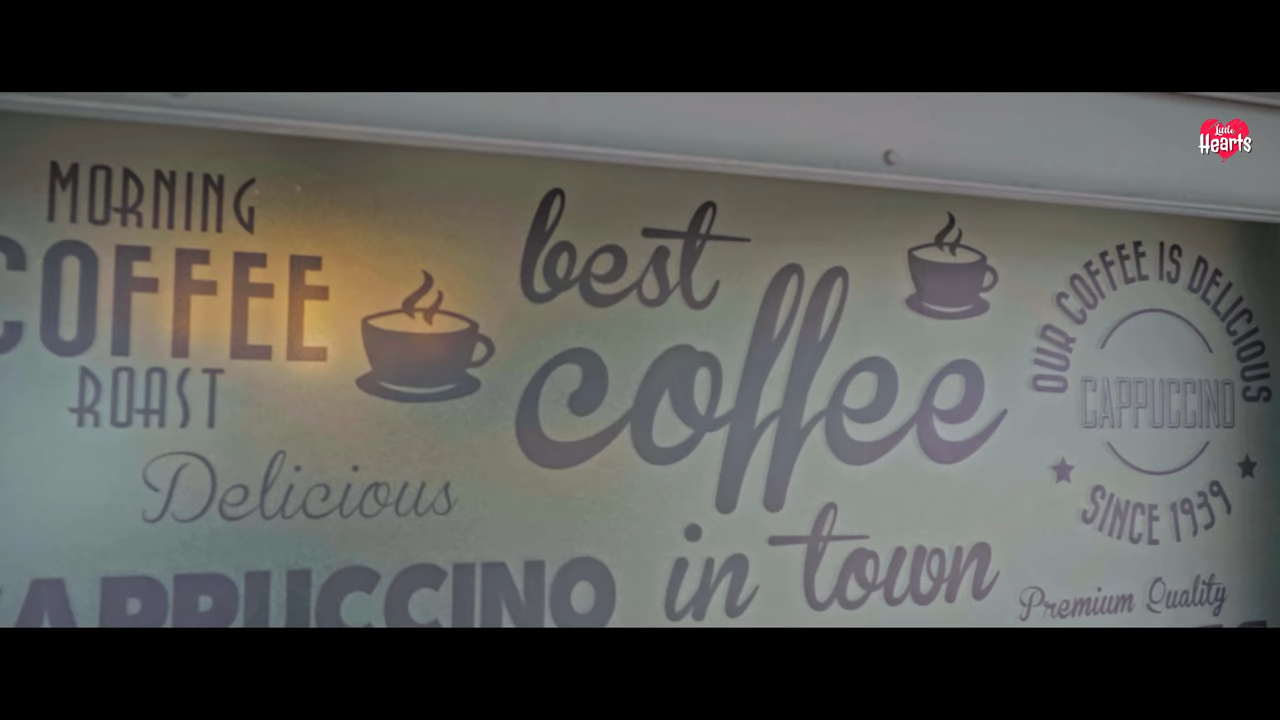 MORNING
COFFEE
ROAST
Delicious
CAPPUCCINO
best
coffee
in town
OUR COFFEE IS DELICIOUS
CAPPUCCINO
SINCE 1939
Premium Quality
Little
Hearts